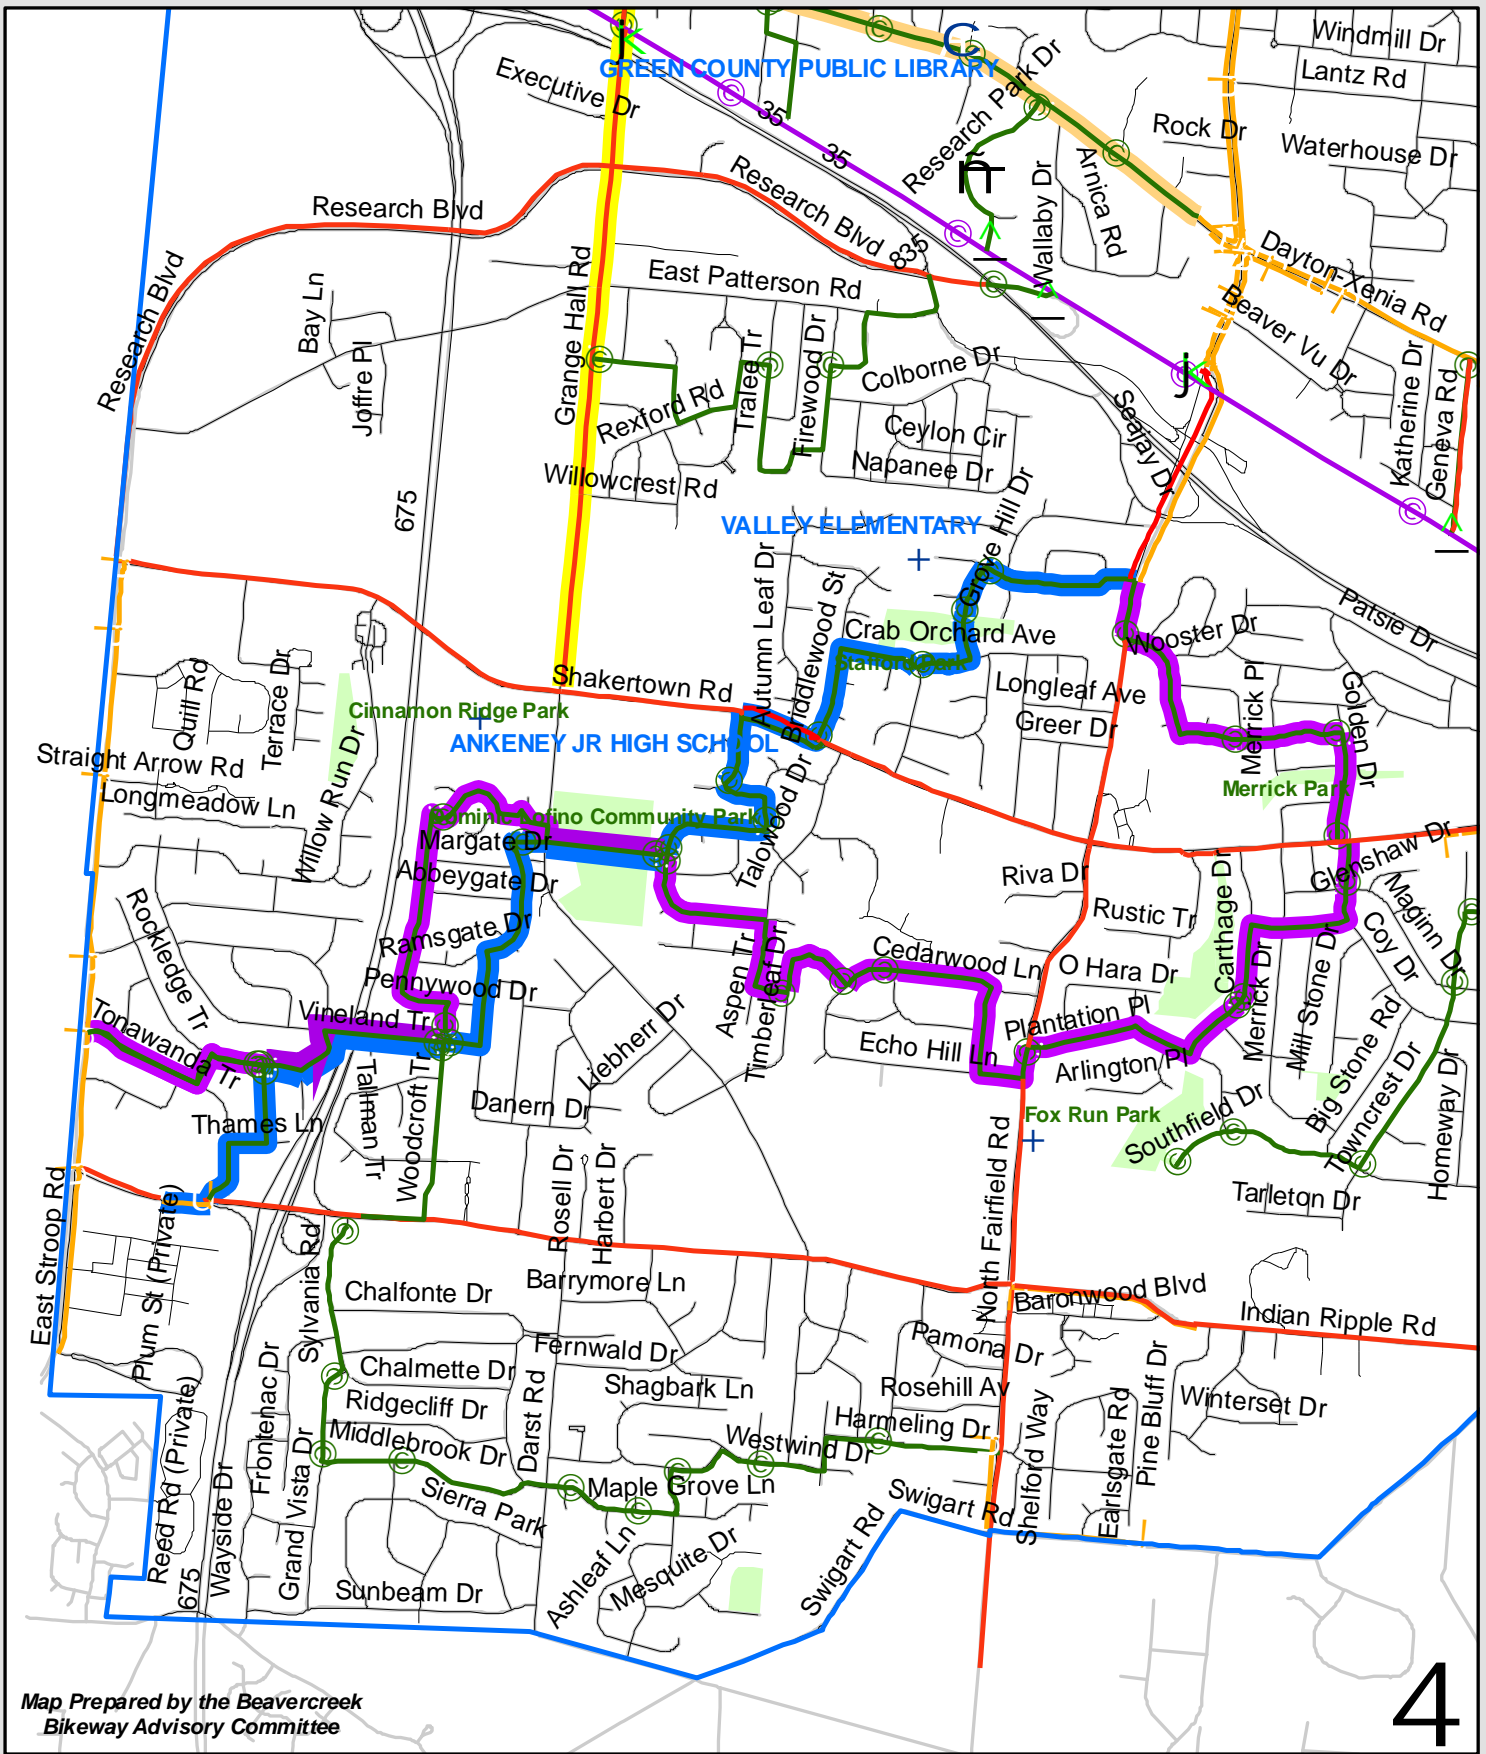 Windmill Dr
Lantz Rd
GREEN COUNTY PUBLIC LIBRARY
Executive Dr
Research Park Dr
35
35
Rock Dr
Waterhouse Dr
Arnica Rd
Wallaby Dr
Research Blvd
Research Blvd
Research Blvd
835
Dayton-Xenia Rd
East Patterson Rd
Grange Hall Rd
Bay Ln
Joffre Pl
Beaver Vu Dr
Tralee Tr
Firewood Dr
Colborne Dr
Rexford Rd
Ceylon Cir
Napanee Dr
Seajay Dr
Katherine Dr
Geneva Rd
Willowcrest Rd
675
VALLEY ELEMENTARY
Grove Hill Dr
Autumn Leaf Dr
Briddlewood St
Crab Orchard Ave
Stafford Park
Wooster Dr
Patsie Dr
Shakertown Rd
Longleaf Ave
Greer Dr
Merrick Pl
Golden Dr
Quill Rd
Terrace Dr
Cinnamon Ridge Park
ANKENEY JR HIGH SCHOOL
Straight Arrow Rd
Longmeadow Ln
Willow Run Dr
Merrick Park
Dominic Lofino Community Park
Margate Dr
Talowood Dr
Abbeygate Dr
Riva Dr
Glenshaw Dr
Rockledge Tr
Ramsgate Dr
Rustic Tr
Carthage Dr
Maginn Dr
Coy Dr
Pennywood Dr
Aspen Tr
Timberleaf Dr
Cedarwood Ln
O Hara Dr
Merrick Dr
Mill Stone Dr
Tonawanda Tr
Vineland Tr
Liebherr Dr
Echo Hill Ln
Plantation Pl
Arlington Pl
Big Stone Rd
Thames Ln
Tallman Tr
Woodcroft Tr
Danern Dr
Fox Run Park
Southfield Dr
Towncrest Dr
Homeway Dr
Tarleton Dr
East Stroop Rd
Plum St (Private)
Sylvania Rd
Rosell Dr
Harbert Dr
North Fairfield Rd
Chalfonte Dr
Barrymore Ln
Baronwood Blvd
Indian Ripple Rd
Fernwald Dr
Pamona Dr
Chalmette Dr
Shagbark Ln
Rosehill Av
Winterset Dr
Frontenac Dr
Ridgecliff Dr
Darst Rd
Harmeling Dr
Shelford Way
Earlsgate Rd
Pine Bluff Dr
Reed Rd (Private)
Wayside Dr
Grand Vista Dr
Middlebrook Dr
Westwind Dr
Sierra Park
Maple Grove Ln
Swigart Rd
Swigart Rd
675
Sunbeam Dr
Ashleaf Ln
Mesquite Dr
Map Prepared by the Beavercreek
Bikeway Advisory Committee
4